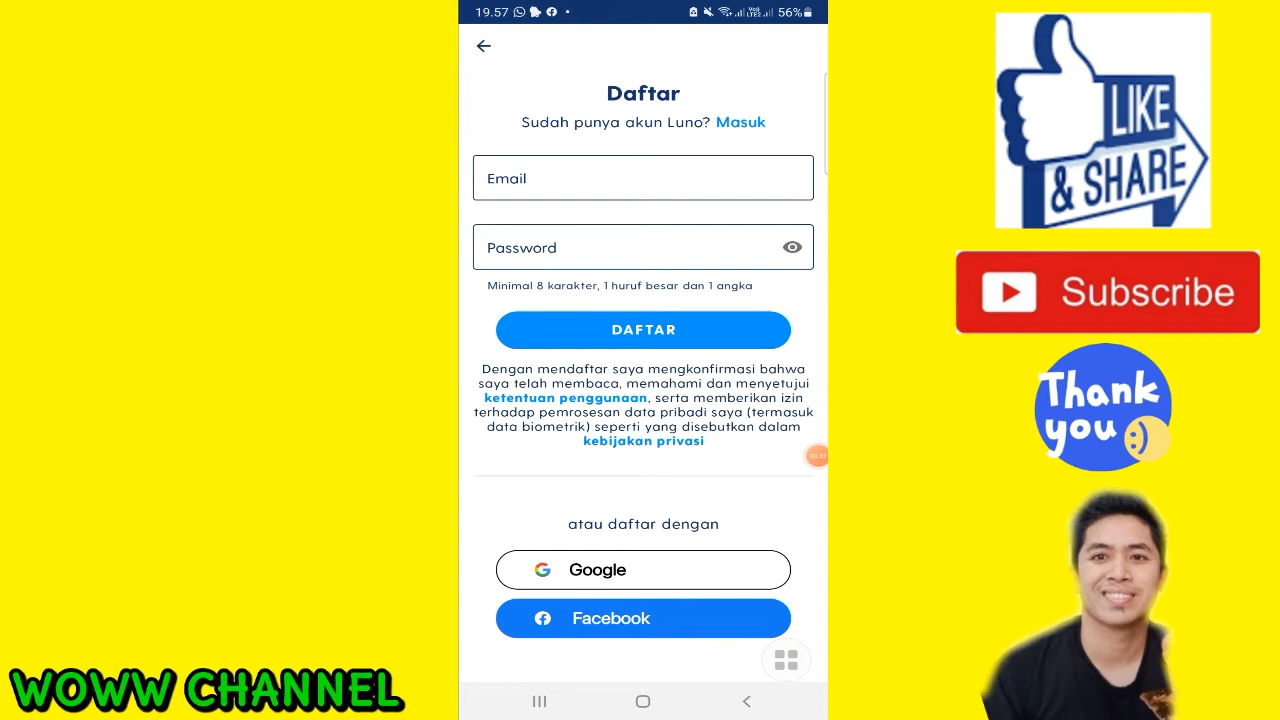 19.57
56%
Daftar
Sudah punya akun Luno? Masuk
Email
Password
Minimal 8 karakter, 1 huruf besar dan 1 angka
DAFTAR
Dengan mendaftar saya mengkonfirmasi bahwa
saya telah membaca, memahami dan menyetujui
ketentuan penggunaan, serta memberikan izin
terhadap pemrosesan data pribadi saya (termasuk
data biometrik) seperti yang disebutkan dalam
kebijakan privasi
atau daftar dengan
Google
Facebook
WOWW CHANNEL
LIKE
& SHARE
Subscribe
Thank
you